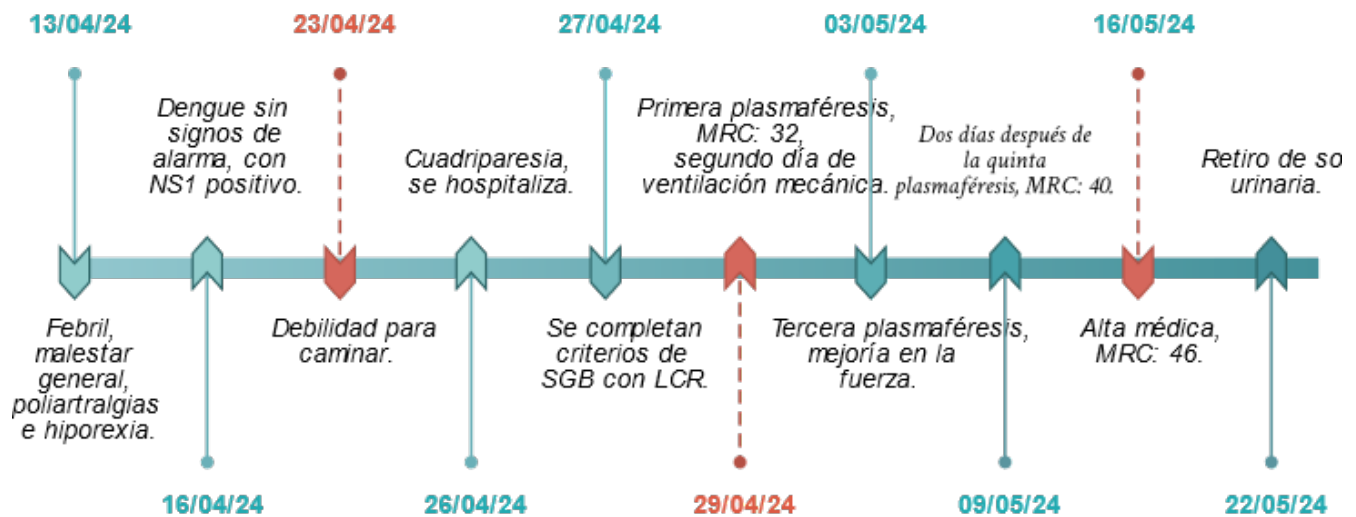 13/04/24
Febril,
malestar
general,
poliartralgias
e hiporexia.
Dengue sin
signos de
alarma, con
NS1 positivo.
16/04/24
23/04/24
Debilidad para
caminar.
Cuadriparesia,
se hospitaliza.
26/04/24
27/04/24
Se completan
criterios de
SGB con LCR.
Primera plasmaféresis,
MRC: 32,
segundo día de
ventilación mecánica.
29/04/24
03/05/24
Tercera plasmaféresis,
mejoría en la
fuerza.
Dos días después de
la quinta
plasmaféresis, MRC: 40.
09/05/24
16/05/24
Alta médica,
MRC: 46.
Retiro de so
urinaria.
22/05/24